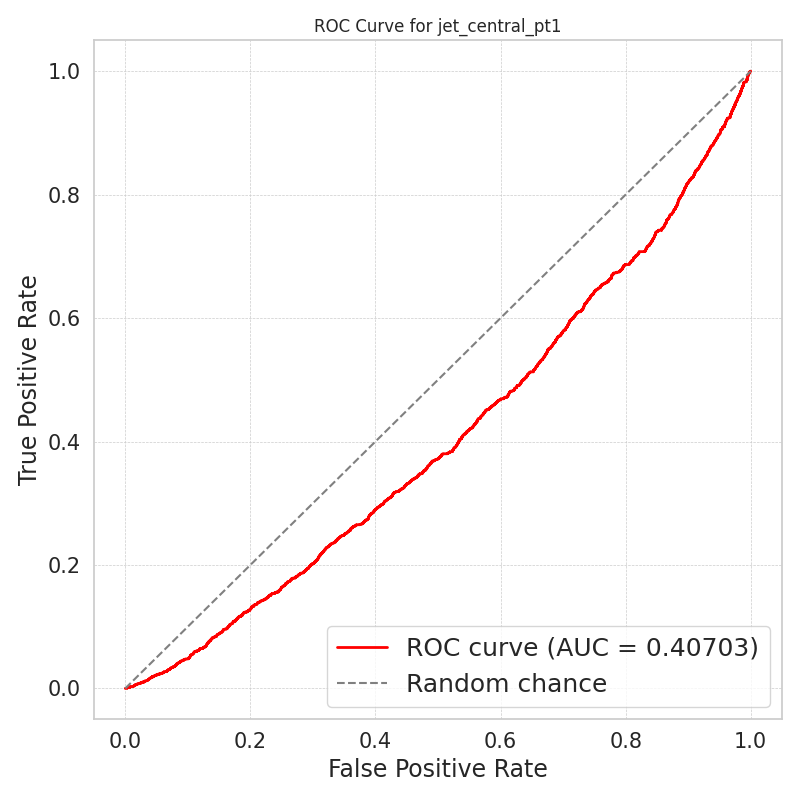 ROC Curve for jet_central_pt1
1.0
0.8
0.6
0.4
0.2
0.0
True Positive Rate
ROC curve (AUC = 0.40703)
Random chance
0.0 0.2 0.4 0.6 0.8 1.0
False Positive Rate